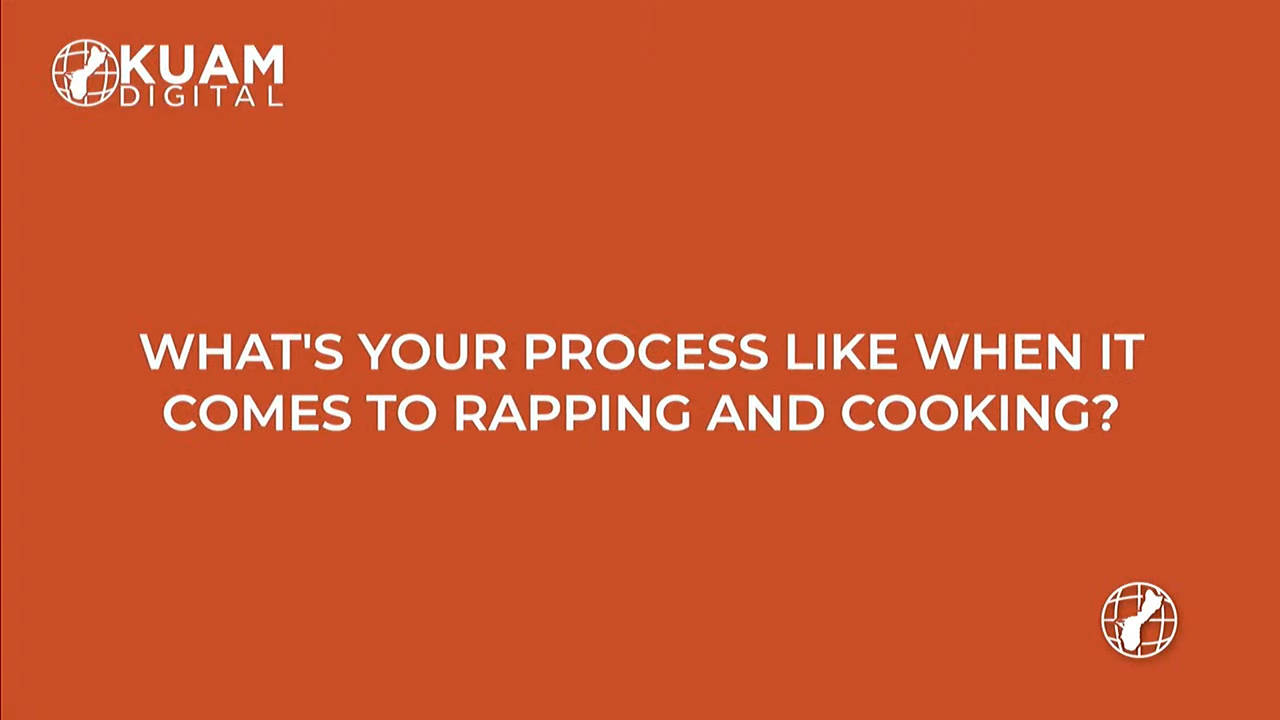 KUAM
DIGITAL
WHAT'S YOUR PROCESS LIKE WHEN IT
COMES TO RAPPING AND COOKING?